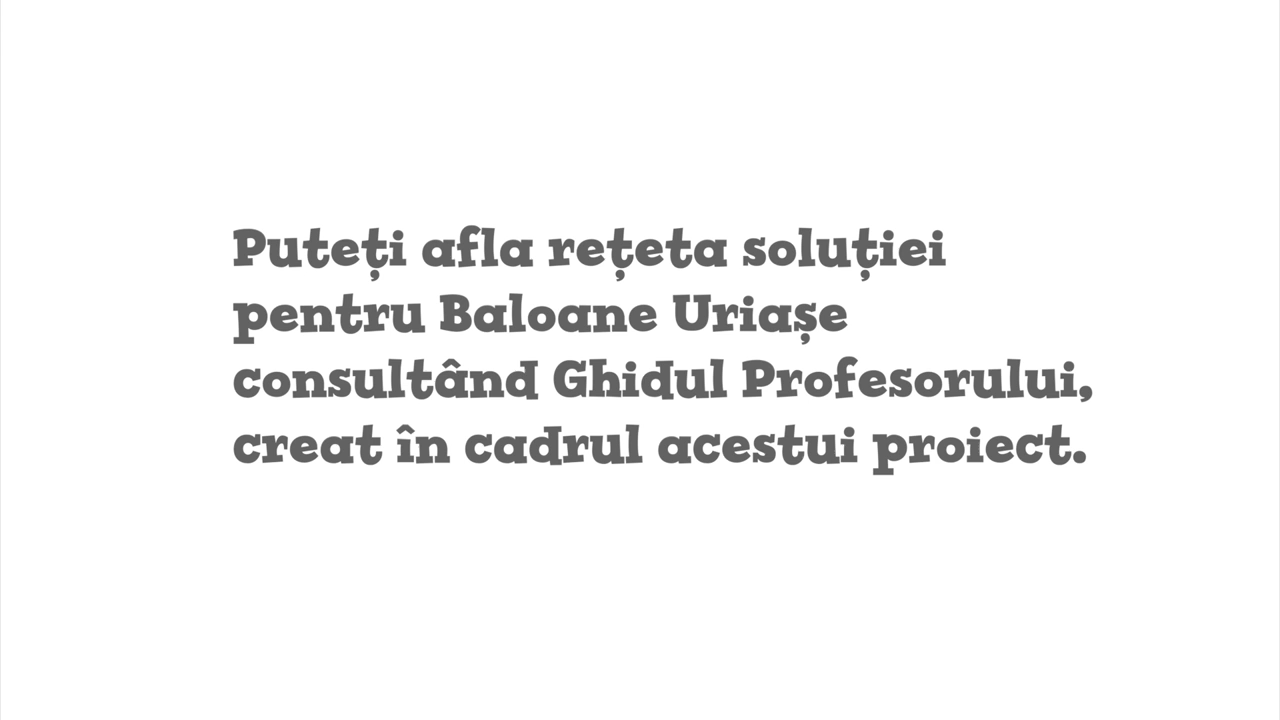 Puteți afla rețeta soluției
pentru Baloane Uriașe
consultând Ghidul Profesorului,
creat în cadrul acestui proiect.